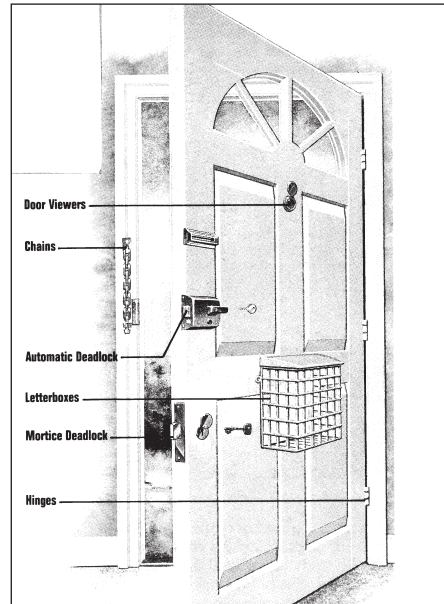 Door Viewers
Chains
Automatic Deadlock
Letterboxes
Mortice Deadlock
Hinges